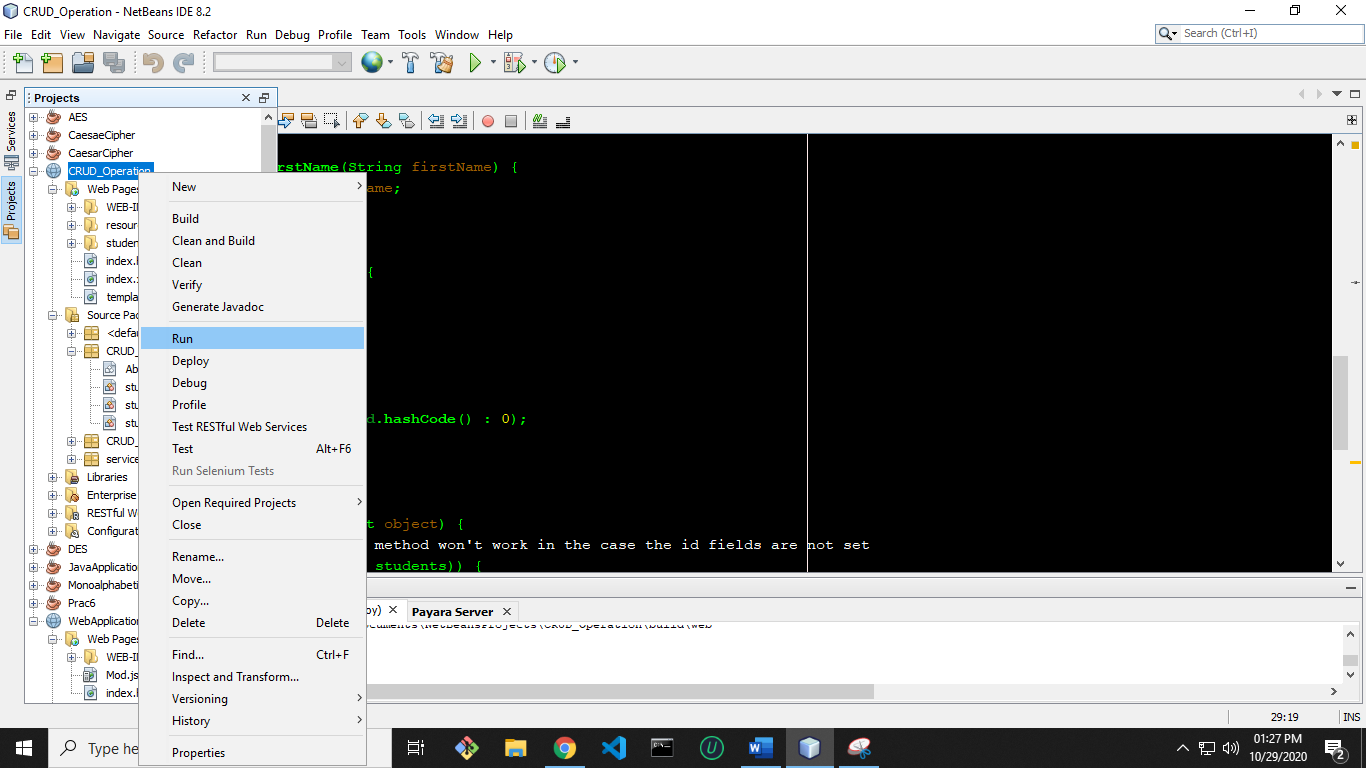 CRUD_Operation - NetBeans IDE 8.2
File Edit View Navigate Source Refactor Run Debug Profile Team Tools Window Help
Search (Ctrl+I)
Services
Projects
Projects
AES
CaesaeCipher
CaesarCipher
CRUD_Operation
Web Pages
WEB-I
resour
studen
index.
index.
templa
Source Pac
<defau
CRUD_
Ab
stu
stu
stu
CRUD_
service
Libraries
Enterprise
RESTful W
Configurat
DES
JavaApplicatio
Monoalphabeti
Prac6
WebApplication
Web Pages
WEB-I
Mod.js
index.
New
Build
Clean and Build
Clean
Verify
Generate Javadoc
Run
Deploy
Debug
Profile
Test RESTful Web Services
Test Alt+F6
Run Selenium Tests
Open Required Projects
Close
Rename...
Move...
Copy...
Delete Delete
Find... Ctrl+F
Inspect and Transform...
Versioning
History
Properties
rstName(String firstName) {
ame;
{
d.hashCode() : 0);
t object) {
method won't work in the case the id fields are not set
students)) {
oy) Payara Server
ocuments\NetBeansProjects\CRUD_Operation\build\web
29:19 INS
Type he
01:27 PM
10/29/2020
2